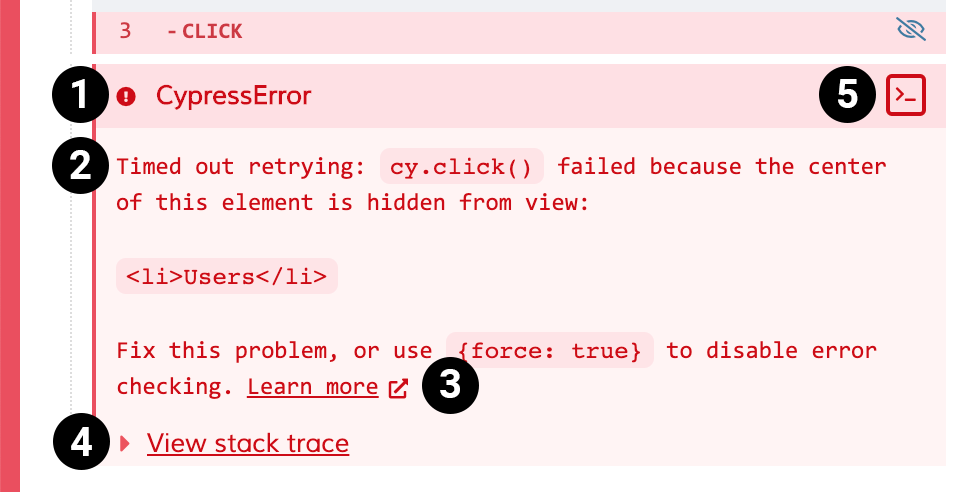 3 - CLICK
1 CypressError 5 >_
2 Timed out retrying: cy.click() failed because the center
of this element is hidden from view:
<li>Users</li>
Fix this problem, or use {force: true} to disable error
checking. Learn more 3
4 View stack trace